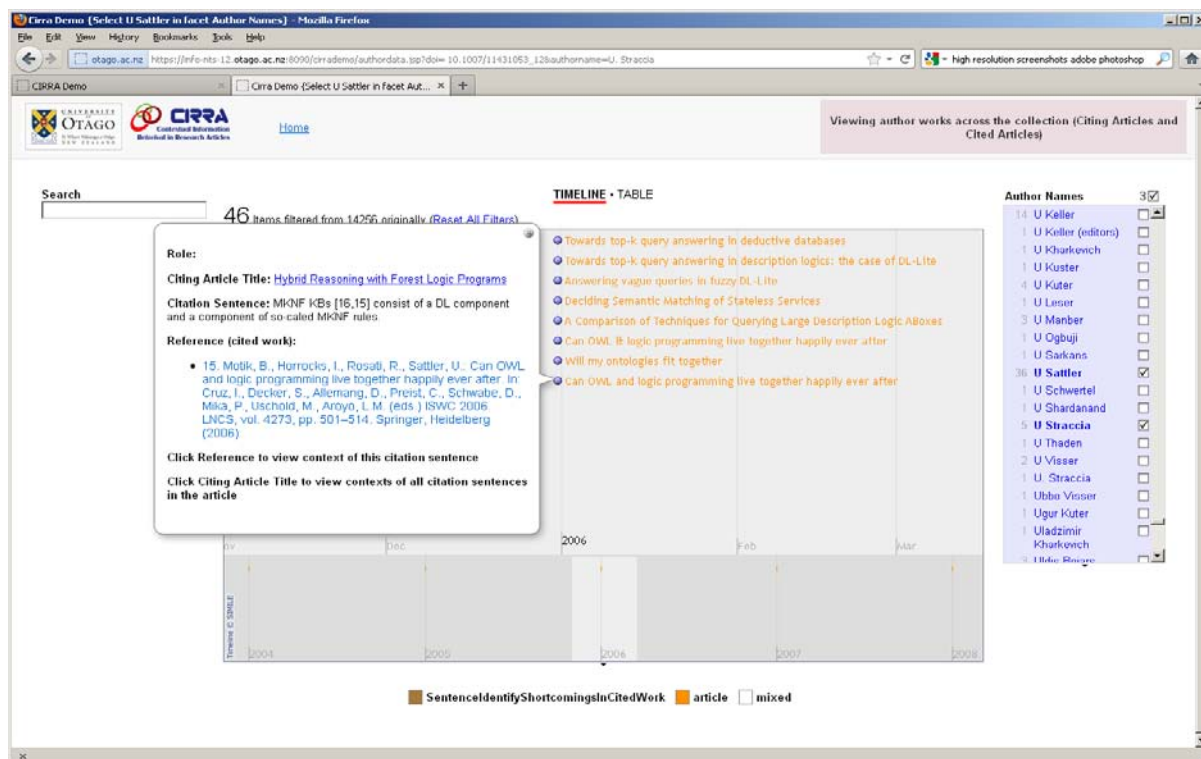 Cirra Demo {Select U Sattler in facet Author Names} - Mozilla Firefox
File Edit View History Bookmarks Tools Help
otago.ac.nz https://info-nts-12.otago.ac.nz:8090/cirrademo/authordata.jsp?doi= 10.1007/11431053_12&authorname=U. Straccia
high resolution screenshots adobe photoshop
CIRRA Demo
Cirra Demo {Select U Sattler in facet Aut...
UNIVERSITY of OTAGO
NEW ZEALAND
CIRRA
Contextual Information
Retrieval in Research Articles
Home
Viewing author works across the collection (Citing Articles and
Cited Articles)
Search
46 Items filtered from 14256 originally (Reset All Filters)
TIMELINE • TABLE
Role:
Citing Article Title: Hybrid Reasoning with Forest Logic Programs
Citation Sentence: MKNF KBs [16,15] consist of a DL component
and a component of so-caled MKNF rules.
Reference (cited work):
• 15. Motik, B., Horrocks, I., Rosati, R., Sattler, U.: Can OWL
and logic programming live together happily ever after. In:
Cruz, I., Decker, S., Allemang, D., Preist, C., Schwabe, D.,
Mika, P., Uschold, M., Aroyo, L.M. (eds.) ISWC 2006.
LNCS, vol. 4273, pp. 501–514. Springer, Heidelberg
(2006)
Click Reference to view context of this citation sentence
Click Citing Article Title to view contexts of all citation sentences
in the article
Towards top-k query answering in deductive databases
Towards top-k query answering in description logics: the case of DL-Lite
Answering vague queries in fuzzy DL-Lite
Deciding Semantic Matching of Stateless Services
A Comparison of Techniques for Querying Large Description Logic ABoxes
Can OWL & logic programming live together happily ever after
Will my ontologies fit together
Can OWL and logic programming live together happily ever after
ov Dec 2006 Feb Mar
Timeline © SIMILE
2004 2005 2006 2007 2008
SentenceIdentifyShortcomingsInCitedWork article mixed
Author Names 3
14 U Keller
1 U Keller (editors)
1 U Kharkevich
1 U Kuster
4 U Kuter
1 U Leser
3 U Manber
1 U Ogbuji
1 U Sarkans
36 U Sattler
1 U Schwertel
1 U Shardanand
5 U Straccia
1 U Thaden
2 U Visser
1 U. Straccia
1 Ubbo Visser
1 Ugur Kuter
1 Uladzimir
Kharkevich
3 Uldis Bojars